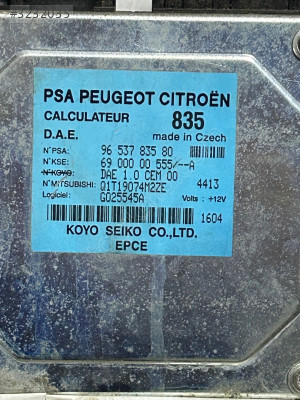 PSA PEUGEOT CITROËN
CALCULATEUR 835
D.A.E. made in Czech
N°PSA: 96 537 835 80
N°KSE: 69 000 00 555/--A
N°KOYO: DAE 1.0 CEM 00
N°MITSUBISHI: Q1T19074M2ZE 4413
Logiciel: G025545A Volts : +12V
1604
KOYO SEIKO CO.,LTD.
EPCE